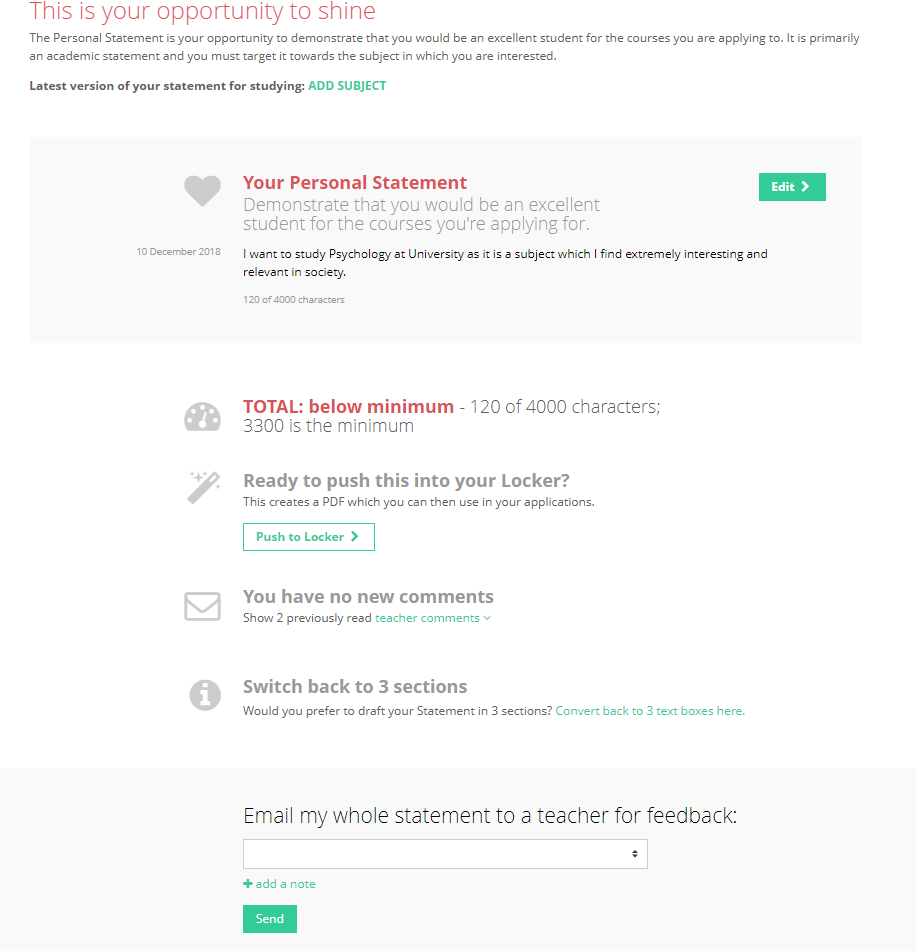 This is your opportunity to shine
The Personal Statement is your opportunity to demonstrate that you would be an excellent student for the courses you are applying to. It is primarily
an academic statement and you must target it towards the subject in which you are interested.
Latest version of your statement for studying: ADD SUBJECT
Your Personal Statement
Edit
Demonstrate that you would be an excellent
student for the courses you're applying for.
10 December 2018
I want to study Psychology at University as it is a subject which I find extremely interesting and
relevant in society.
120 of 4000 characters
TOTAL: below minimum - 120 of 4000 characters;
3300 is the minimum
Ready to push this into your Locker?
This creates a PDF which you can then use in your applications.
Push to Locker
You have no new comments
Show 2 previously read teacher comments
Switch back to 3 sections
Would you prefer to draft your Statement in 3 sections? Convert back to 3 text boxes here.
Email my whole statement to a teacher for feedback:
+ add a note
Send